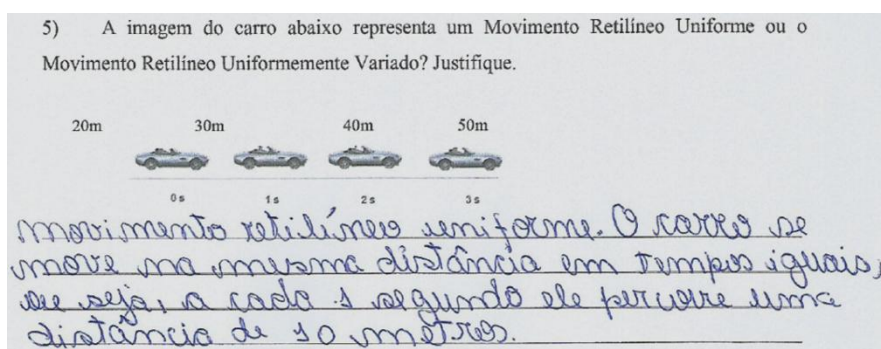 5) A imagem do carro abaixo representa um Movimento Retilíneo Uniforme ou o
Movimento Retilíneo Uniformemente Variado? Justifique.
20m 30m 40m 50m
0s 1s 2s 3s
movimento retilíneo uniforme. O carro se
move na mesma distância em tempos iguais,
ou seja, a cada 1 segundo ele percorre uma
distância de 10 metros.